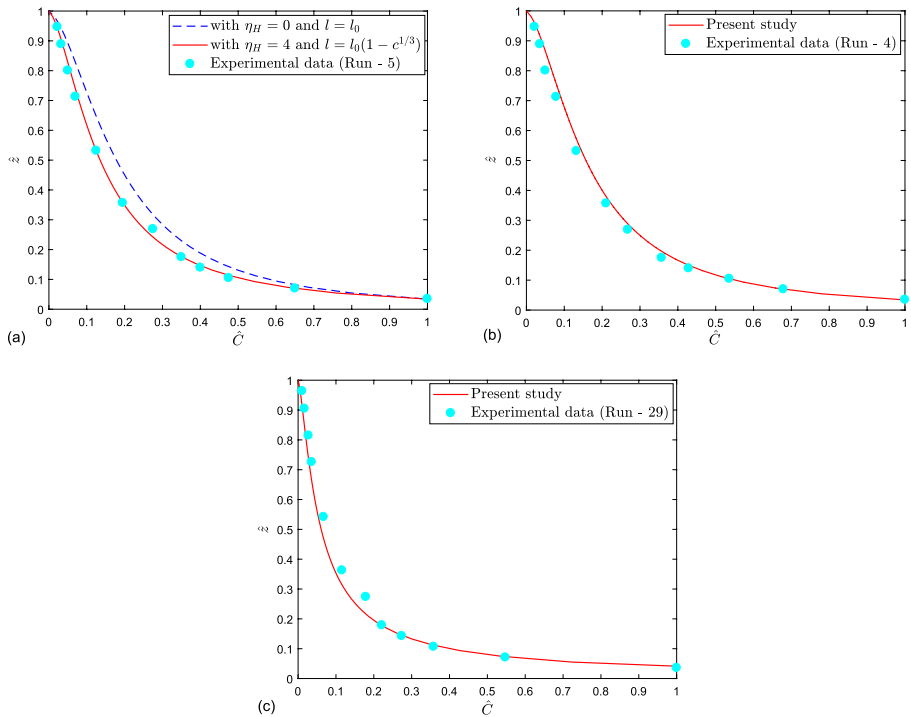 with η_H = 0 and l = l_0
with η_H = 4 and l = l_0(1 − c^{1/3})
Experimental data (Run - 5)
1
0.9
0.8
0.7
0.6
0.5
0.4
0.3
0.2
0.1
0
ẑ
0 0.1 0.2 0.3 0.4 0.5 0.6 0.7 0.8 0.9 1
Ĉ
(a)
Present study
Experimental data (Run - 4)
1
0.9
0.8
0.7
0.6
0.5
0.4
0.3
0.2
0.1
0
ẑ
0 0.1 0.2 0.3 0.4 0.5 0.6 0.7 0.8 0.9 1
Ĉ
(b)
Present study
Experimental data (Run - 29)
1
0.9
0.8
0.7
0.6
0.5
0.4
0.3
0.2
0.1
0
ẑ
0 0.1 0.2 0.3 0.4 0.5 0.6 0.7 0.8 0.9 1
Ĉ
(c)